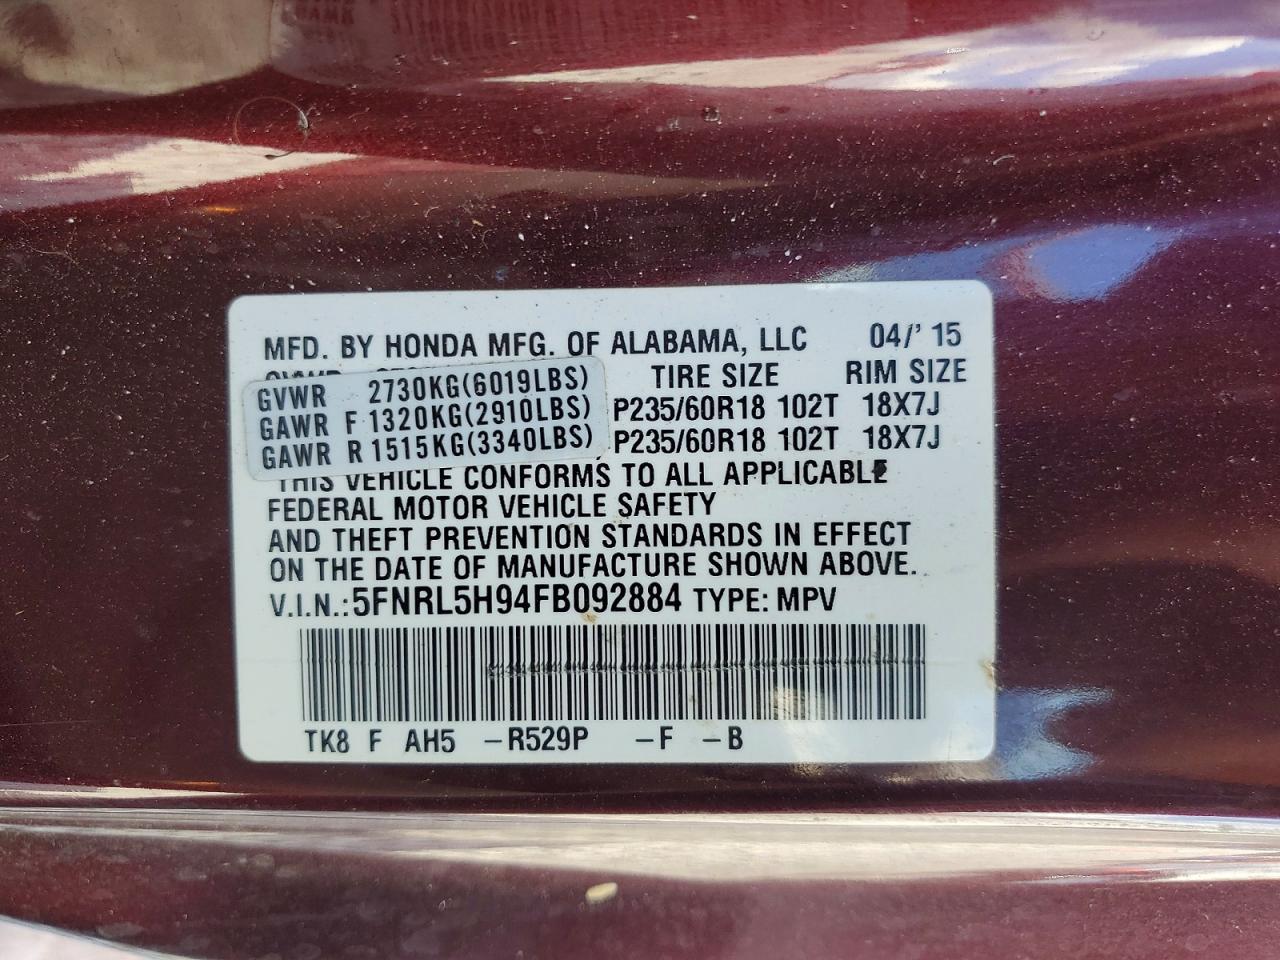 MFD. BY HONDA MFG. OF ALABAMA, LLC 04/' 15
TIRE SIZE RIM SIZE
GVWR 2730KG(6019LBS)
GAWR F 1320KG(2910LBS) P235/60R18 102T 18X7J
GAWR R 1515KG(3340LBS) P235/60R18 102T 18X7J
THIS VEHICLE CONFORMS TO ALL APPLICABLE
FEDERAL MOTOR VEHICLE SAFETY
AND THEFT PREVENTION STANDARDS IN EFFECT
ON THE DATE OF MANUFACTURE SHOWN ABOVE.
V.I.N.:5FNRL5H94FB092884 TYPE: MPV
TK8 F AH5 -R529P -F -B